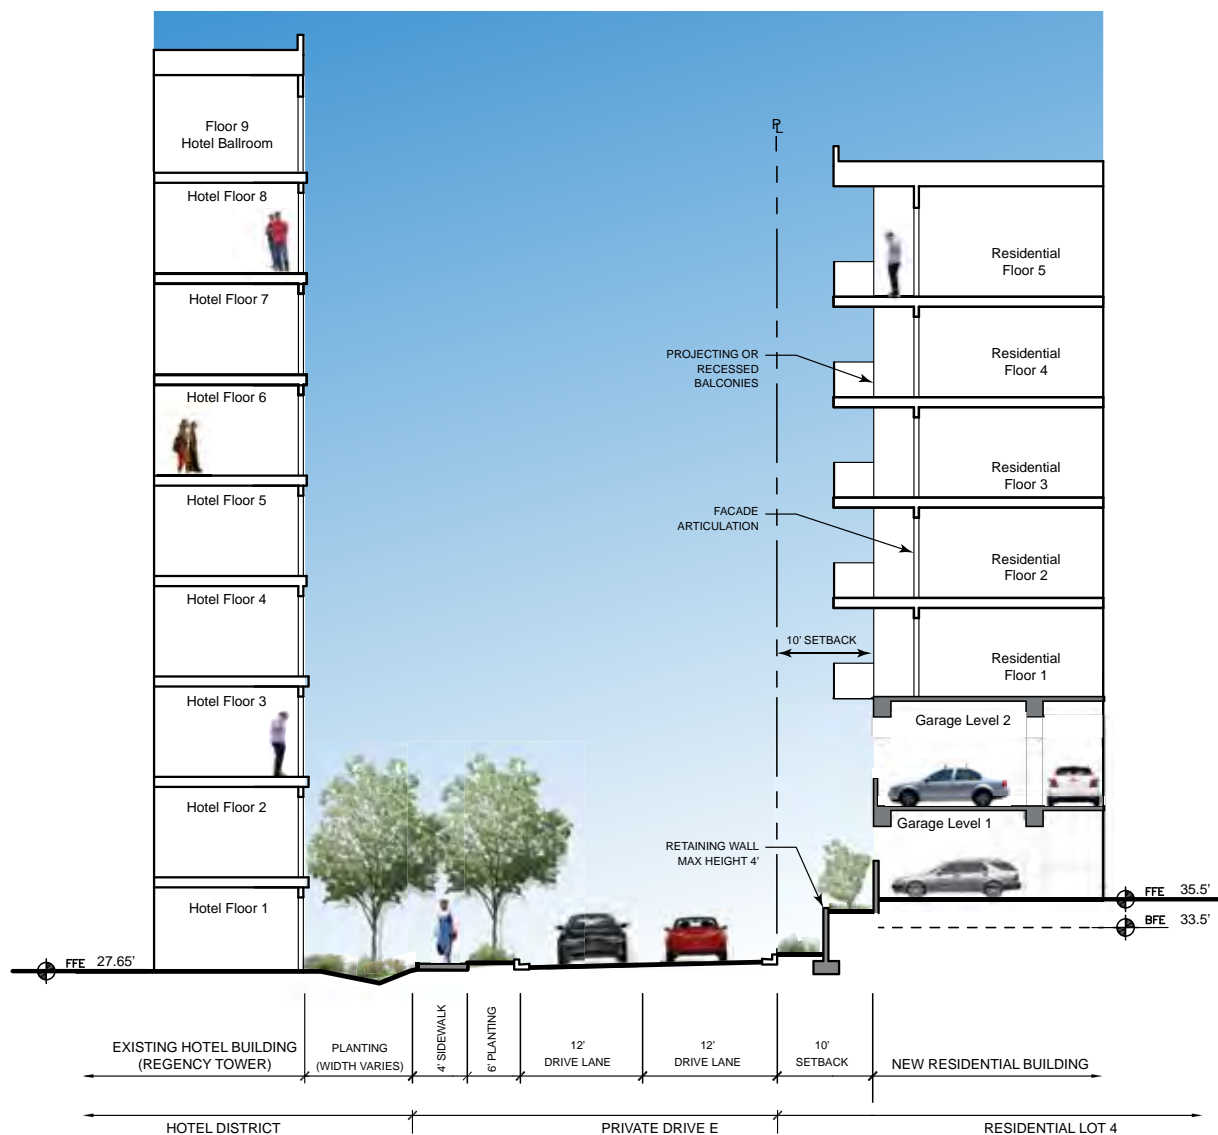 Floor 9
Hotel Ballroom
Hotel Floor 8
Hotel Floor 7
Hotel Floor 6
Hotel Floor 5
Hotel Floor 4
Hotel Floor 3
Hotel Floor 2
Hotel Floor 1
FFE 27.65'
PL
PROJECTING OR
RECESSED
BALCONIES
FACADE
ARTICULATION
10' SETBACK
RETAINING WALL
MAX HEIGHT 4'
Residential
Floor 5
Residential
Floor 4
Residential
Floor 3
Residential
Floor 2
Residential
Floor 1
Garage Level 2
Garage Level 1
FFE 35.5'
BFE 33.5'
EXISTING HOTEL BUILDING
(REGENCY TOWER)
PLANTING
(WIDTH VARIES)
4' SIDEWALK
6' PLANTING
12'
DRIVE LANE
12'
DRIVE LANE
10'
SETBACK
NEW RESIDENTIAL BUILDING
HOTEL DISTRICT
PRIVATE DRIVE E
RESIDENTIAL LOT 4